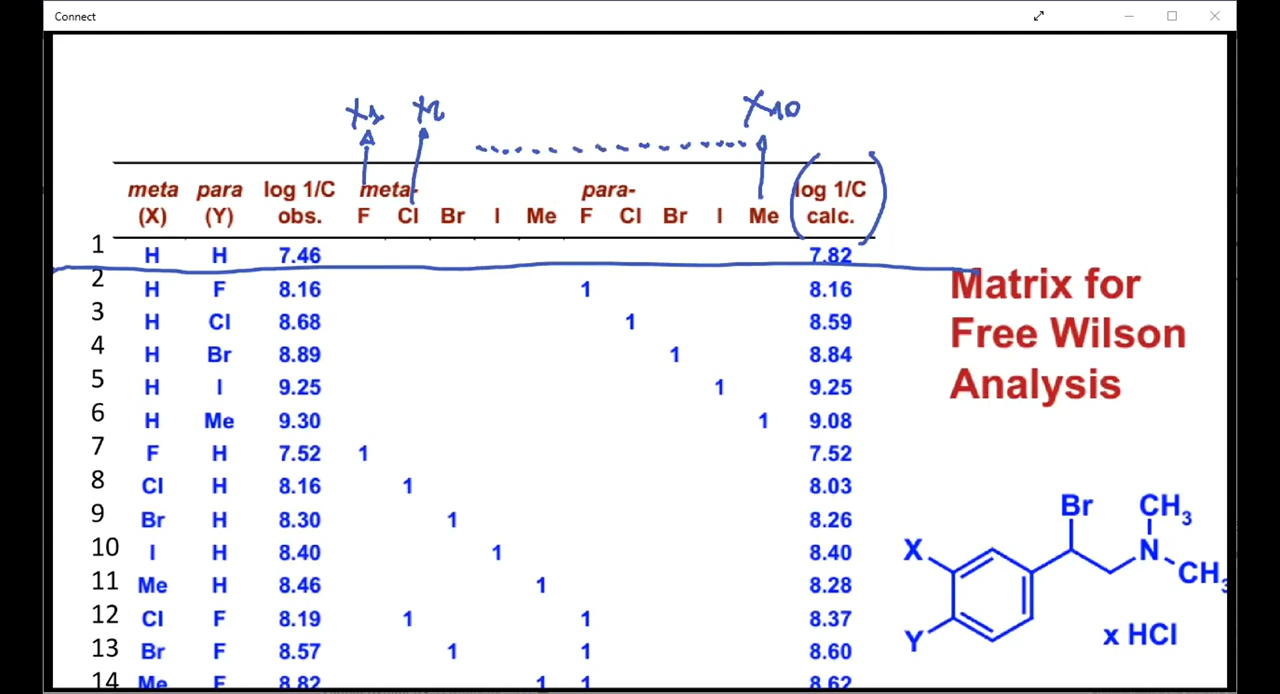 Connect
X1 X2 X10
meta para log 1/C meta- para- log 1/C
(X) (Y) obs. F Cl Br I Me F Cl Br I Me calc.
1 H H 7.46 7.82
2 H F 8.16 1 8.16
3 H Cl 8.68 1 8.59
4 H Br 8.89 1 8.84
5 H I 9.25 1 9.25
6 H Me 9.30 1 9.08
7 F H 7.52 1 7.52
8 Cl H 8.16 1 8.03
9 Br H 8.30 1 8.26
10 I H 8.40 1 8.40
11 Me H 8.46 1 8.28
12 Cl F 8.19 1 1 8.37
13 Br F 8.57 1 1 8.60
14 Me F 8.82 1 1 8.62
Matrix for
Free Wilson
Analysis
Br CH3
X N
CH3
Y x HCl